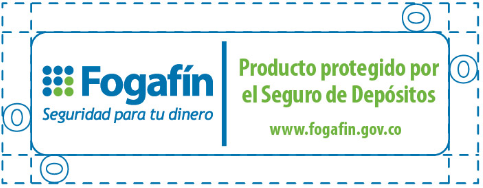 Fogafín
Seguridad para tu dinero
Producto protegido por
el Seguro de Depósitos
www.fogafin.gov.co
O
O
O
O